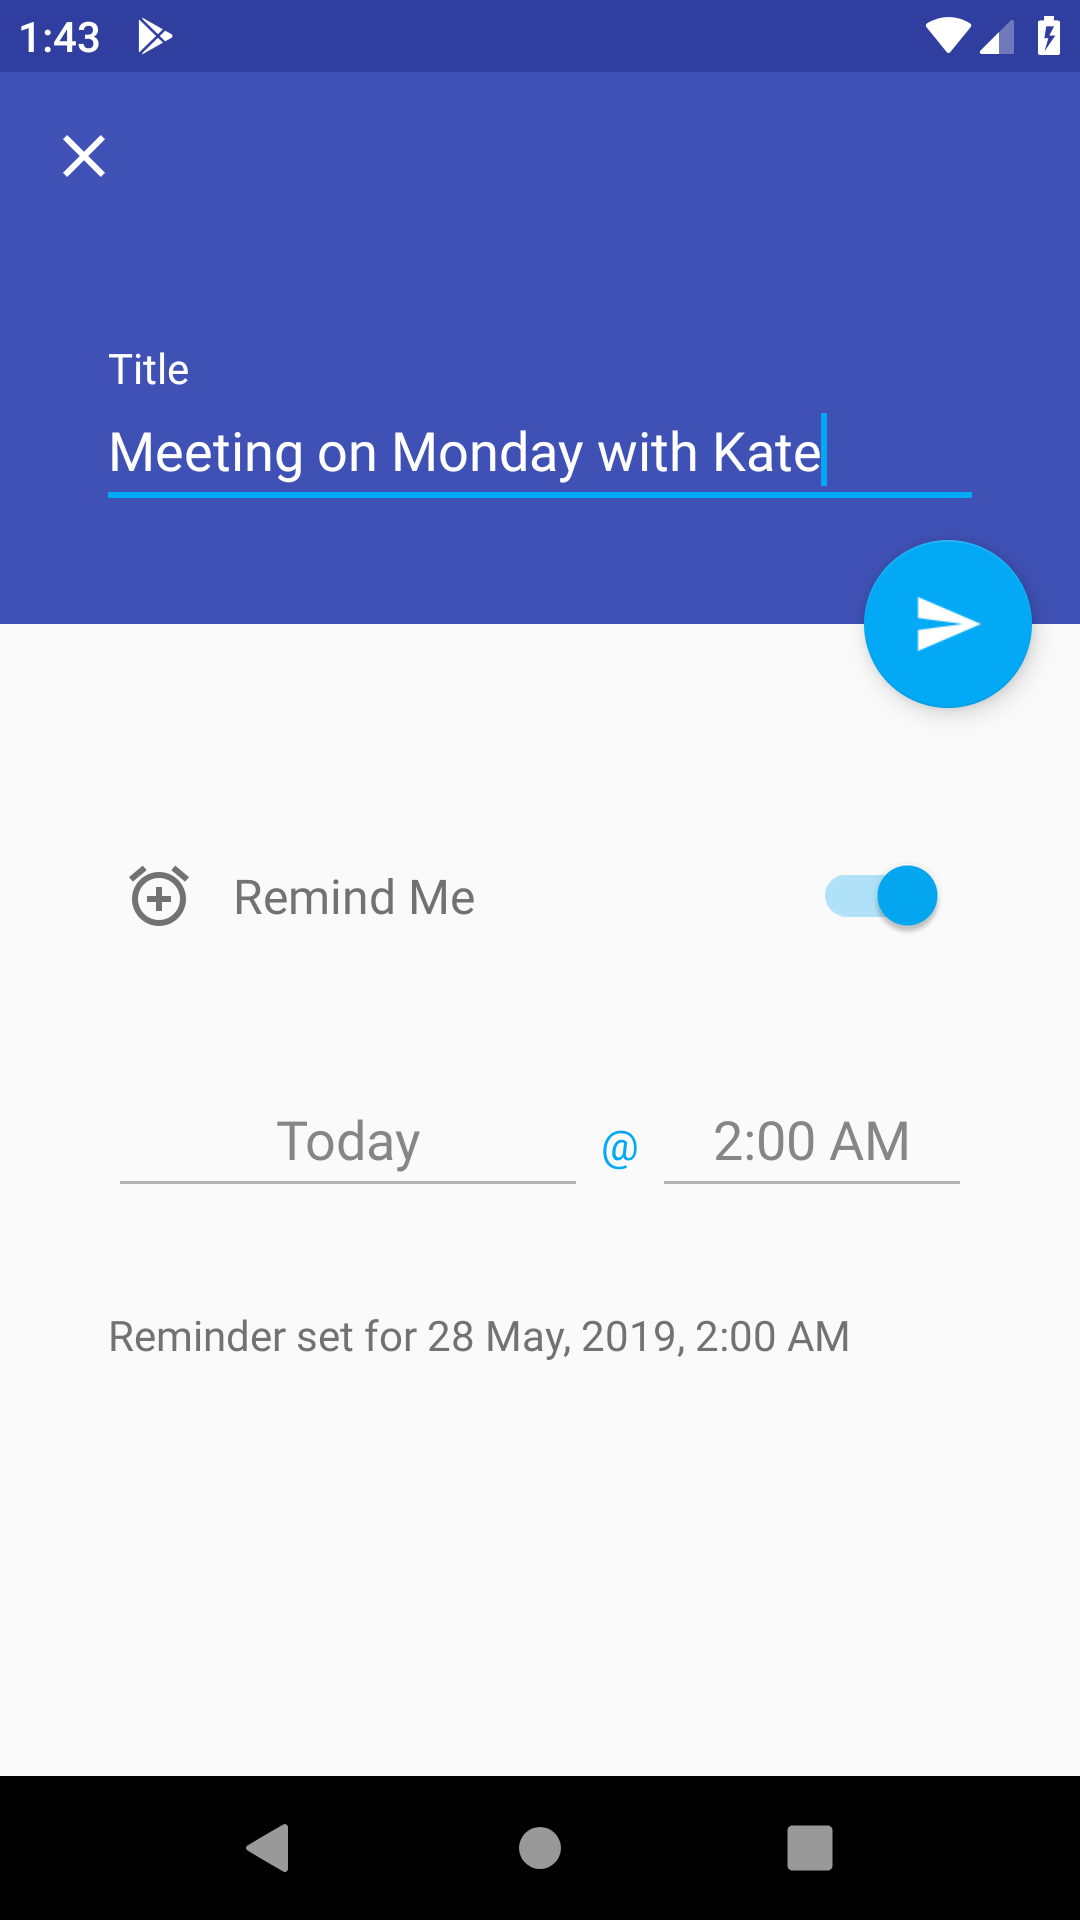 1:43
Title
Meeting on Monday with Kate
Remind Me
Today @ 2:00 AM
Reminder set for 28 May, 2019, 2:00 AM